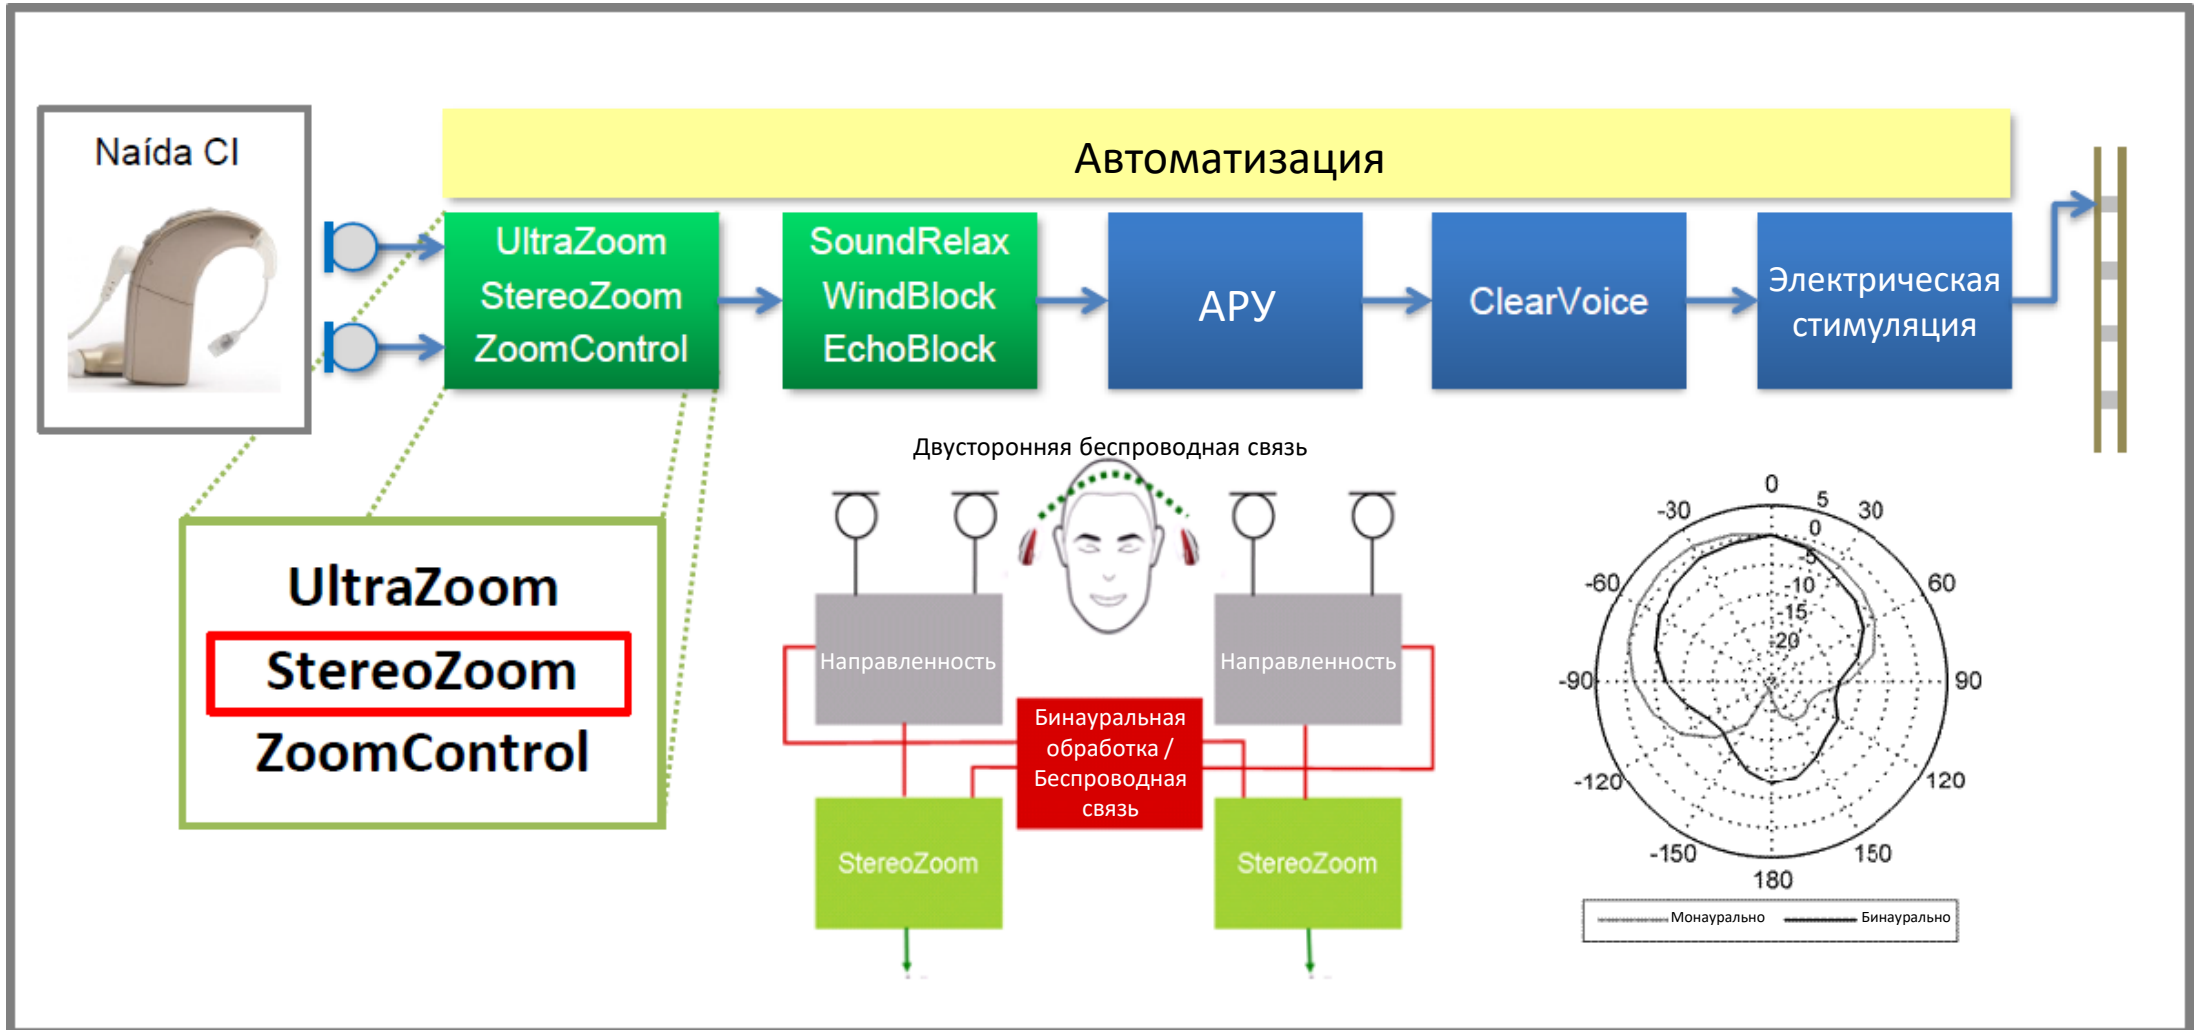 Naída CI
Автоматизация
UltraZoom
StereoZoom
ZoomControl
SoundRelax
WindBlock
EchoBlock
АРУ
ClearVoice
Электрическая
стимуляция
UltraZoom
StereoZoom
ZoomControl
Двусторонняя беспроводная связь
Направленность
Направленность
Бинауральная
обработка /
Беспроводная
связь
StereoZoom
StereoZoom
0
5
-30
30
0
-5
-60
60
-10
-15
-20
-90
90
-120
120
-150
150
180
Монаурально
Бинаурально